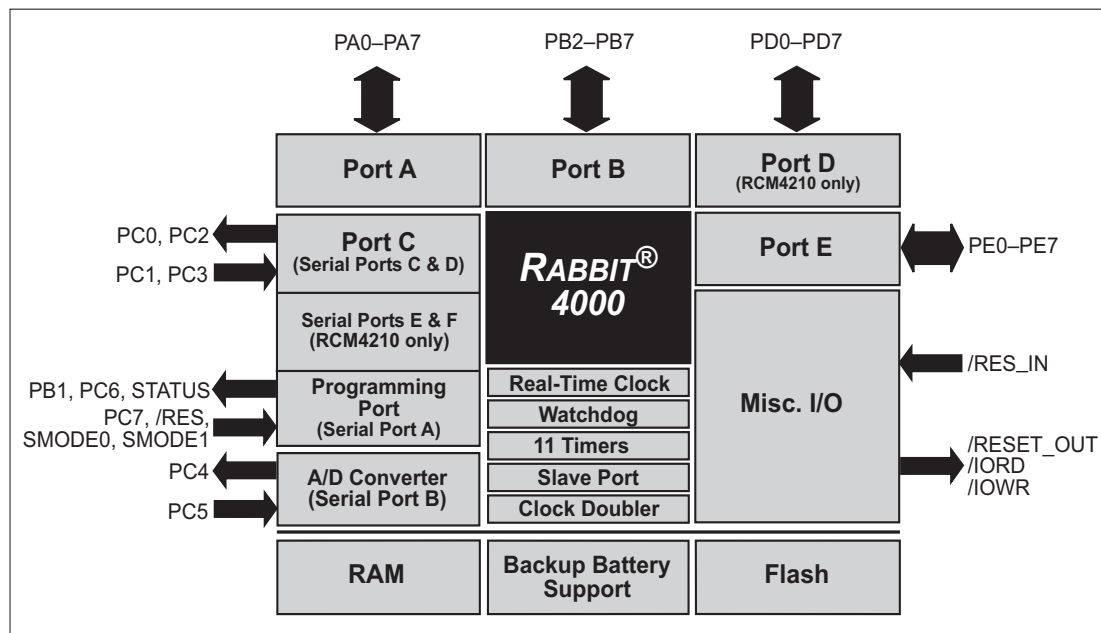 PA0–PA7
PB2–PB7
PD0–PD7
Port A
Port B
Port D
(RCM4210 only)
PC0, PC2
PC1, PC3
Port C
(Serial Ports C & D)
RABBIT®
4000
Port E
PE0–PE7
Serial Ports E & F
(RCM4210 only)
PB1, PC6, STATUS
PC7, /RES,
SMODE0, SMODE1
Programming
Port
(Serial Port A)
Real-Time Clock
Watchdog
11 Timers
Slave Port
Clock Doubler
Misc. I/O
/RES_IN
/RESET_OUT
/IORD
/IOWR
PC4
PC5
A/D Converter
(Serial Port B)
RAM
Backup Battery
Support
Flash